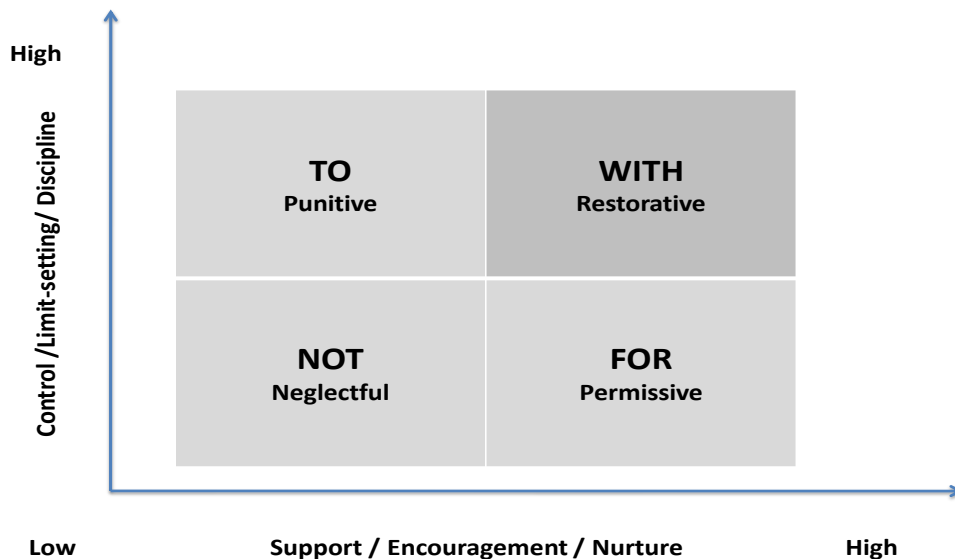 High
Control /Limit-setting/ Discipline
TO
Punitive
WITH
Restorative
NOT
Neglectful
FOR
Permissive
Low
Support / Encouragement / Nurture
High